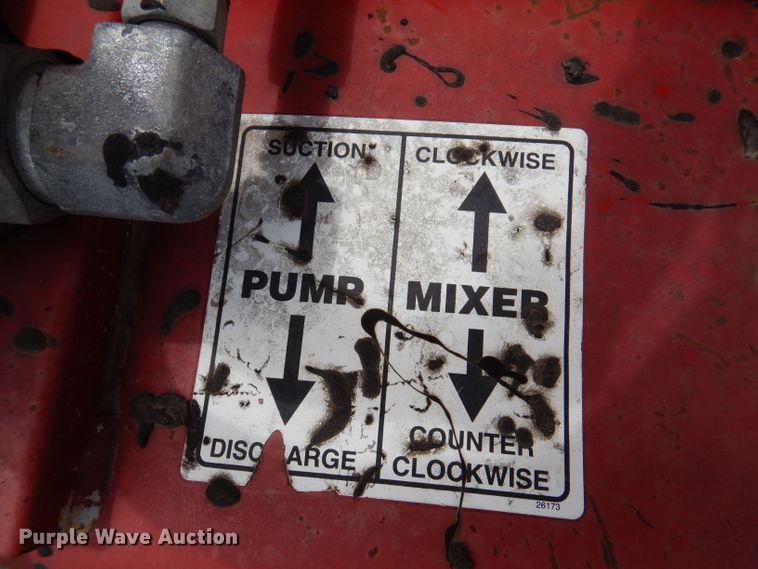 SUCTION
PUMP
DISCHARGE
CLOCKWISE
MIXER
COUNTER
CLOCKWISE
26173
Purple Wave Auction